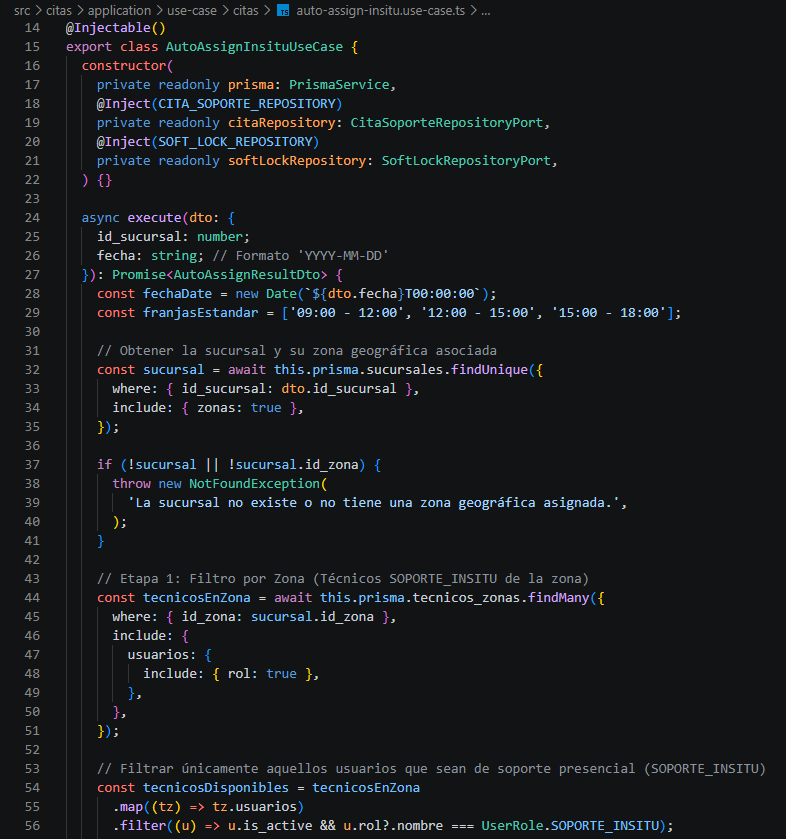 src > citas > application > use-case > citas > TS auto-assign-insitu.use-case.ts > ...
14 @Injectable()
15 export class AutoAssignInsituUseCase {
16   constructor(
17     private readonly prisma: PrismaService,
18     @Inject(CITA_SOPORTE_REPOSITORY)
19     private readonly citaRepository: CitaSoporteRepositoryPort,
20     @Inject(SOFT_LOCK_REPOSITORY)
21     private readonly softLockRepository: SoftLockRepositoryPort,
22   ) {}
23
24   async execute(dto: {
25     id_sucursal: number;
26     fecha: string; // Formato 'YYYY-MM-DD'
27   }): Promise<AutoAssignResultDto> {
28     const fechaDate = new Date(`${dto.fecha}T00:00:00`);
29     const franjasEstandar = ['09:00 - 12:00', '12:00 - 15:00', '15:00 - 18:00'];
30
31     // Obtener la sucursal y su zona geográfica asociada
32     const sucursal = await this.prisma.sucursales.findUnique({
33       where: { id_sucursal: dto.id_sucursal },
34       include: { zonas: true },
35     });
36
37     if (!sucursal || !sucursal.id_zona) {
38       throw new NotFoundException(
39         'La sucursal no existe o no tiene una zona geográfica asignada.',
40       );
41     }
42
43     // Etapa 1: Filtro por Zona (Técnicos SOPORTE_INSITU de la zona)
44     const tecnicosEnZona = await this.prisma.tecnicos_zonas.findMany({
45       where: { id_zona: sucursal.id_zona },
46       include: {
47         usuarios: {
48           include: { rol: true },
49         },
50       },
51     });
52
53     // Filtrar únicamente aquellos usuarios que sean de soporte presencial (SOPORTE_INSITU)
54     const tecnicosDisponibles = tecnicosEnZona
55       .map((tz) => tz.usuarios)
56       .filter((u) => u.is_active && u.rol?.nombre === UserRole.SOPORTE_INSITU);